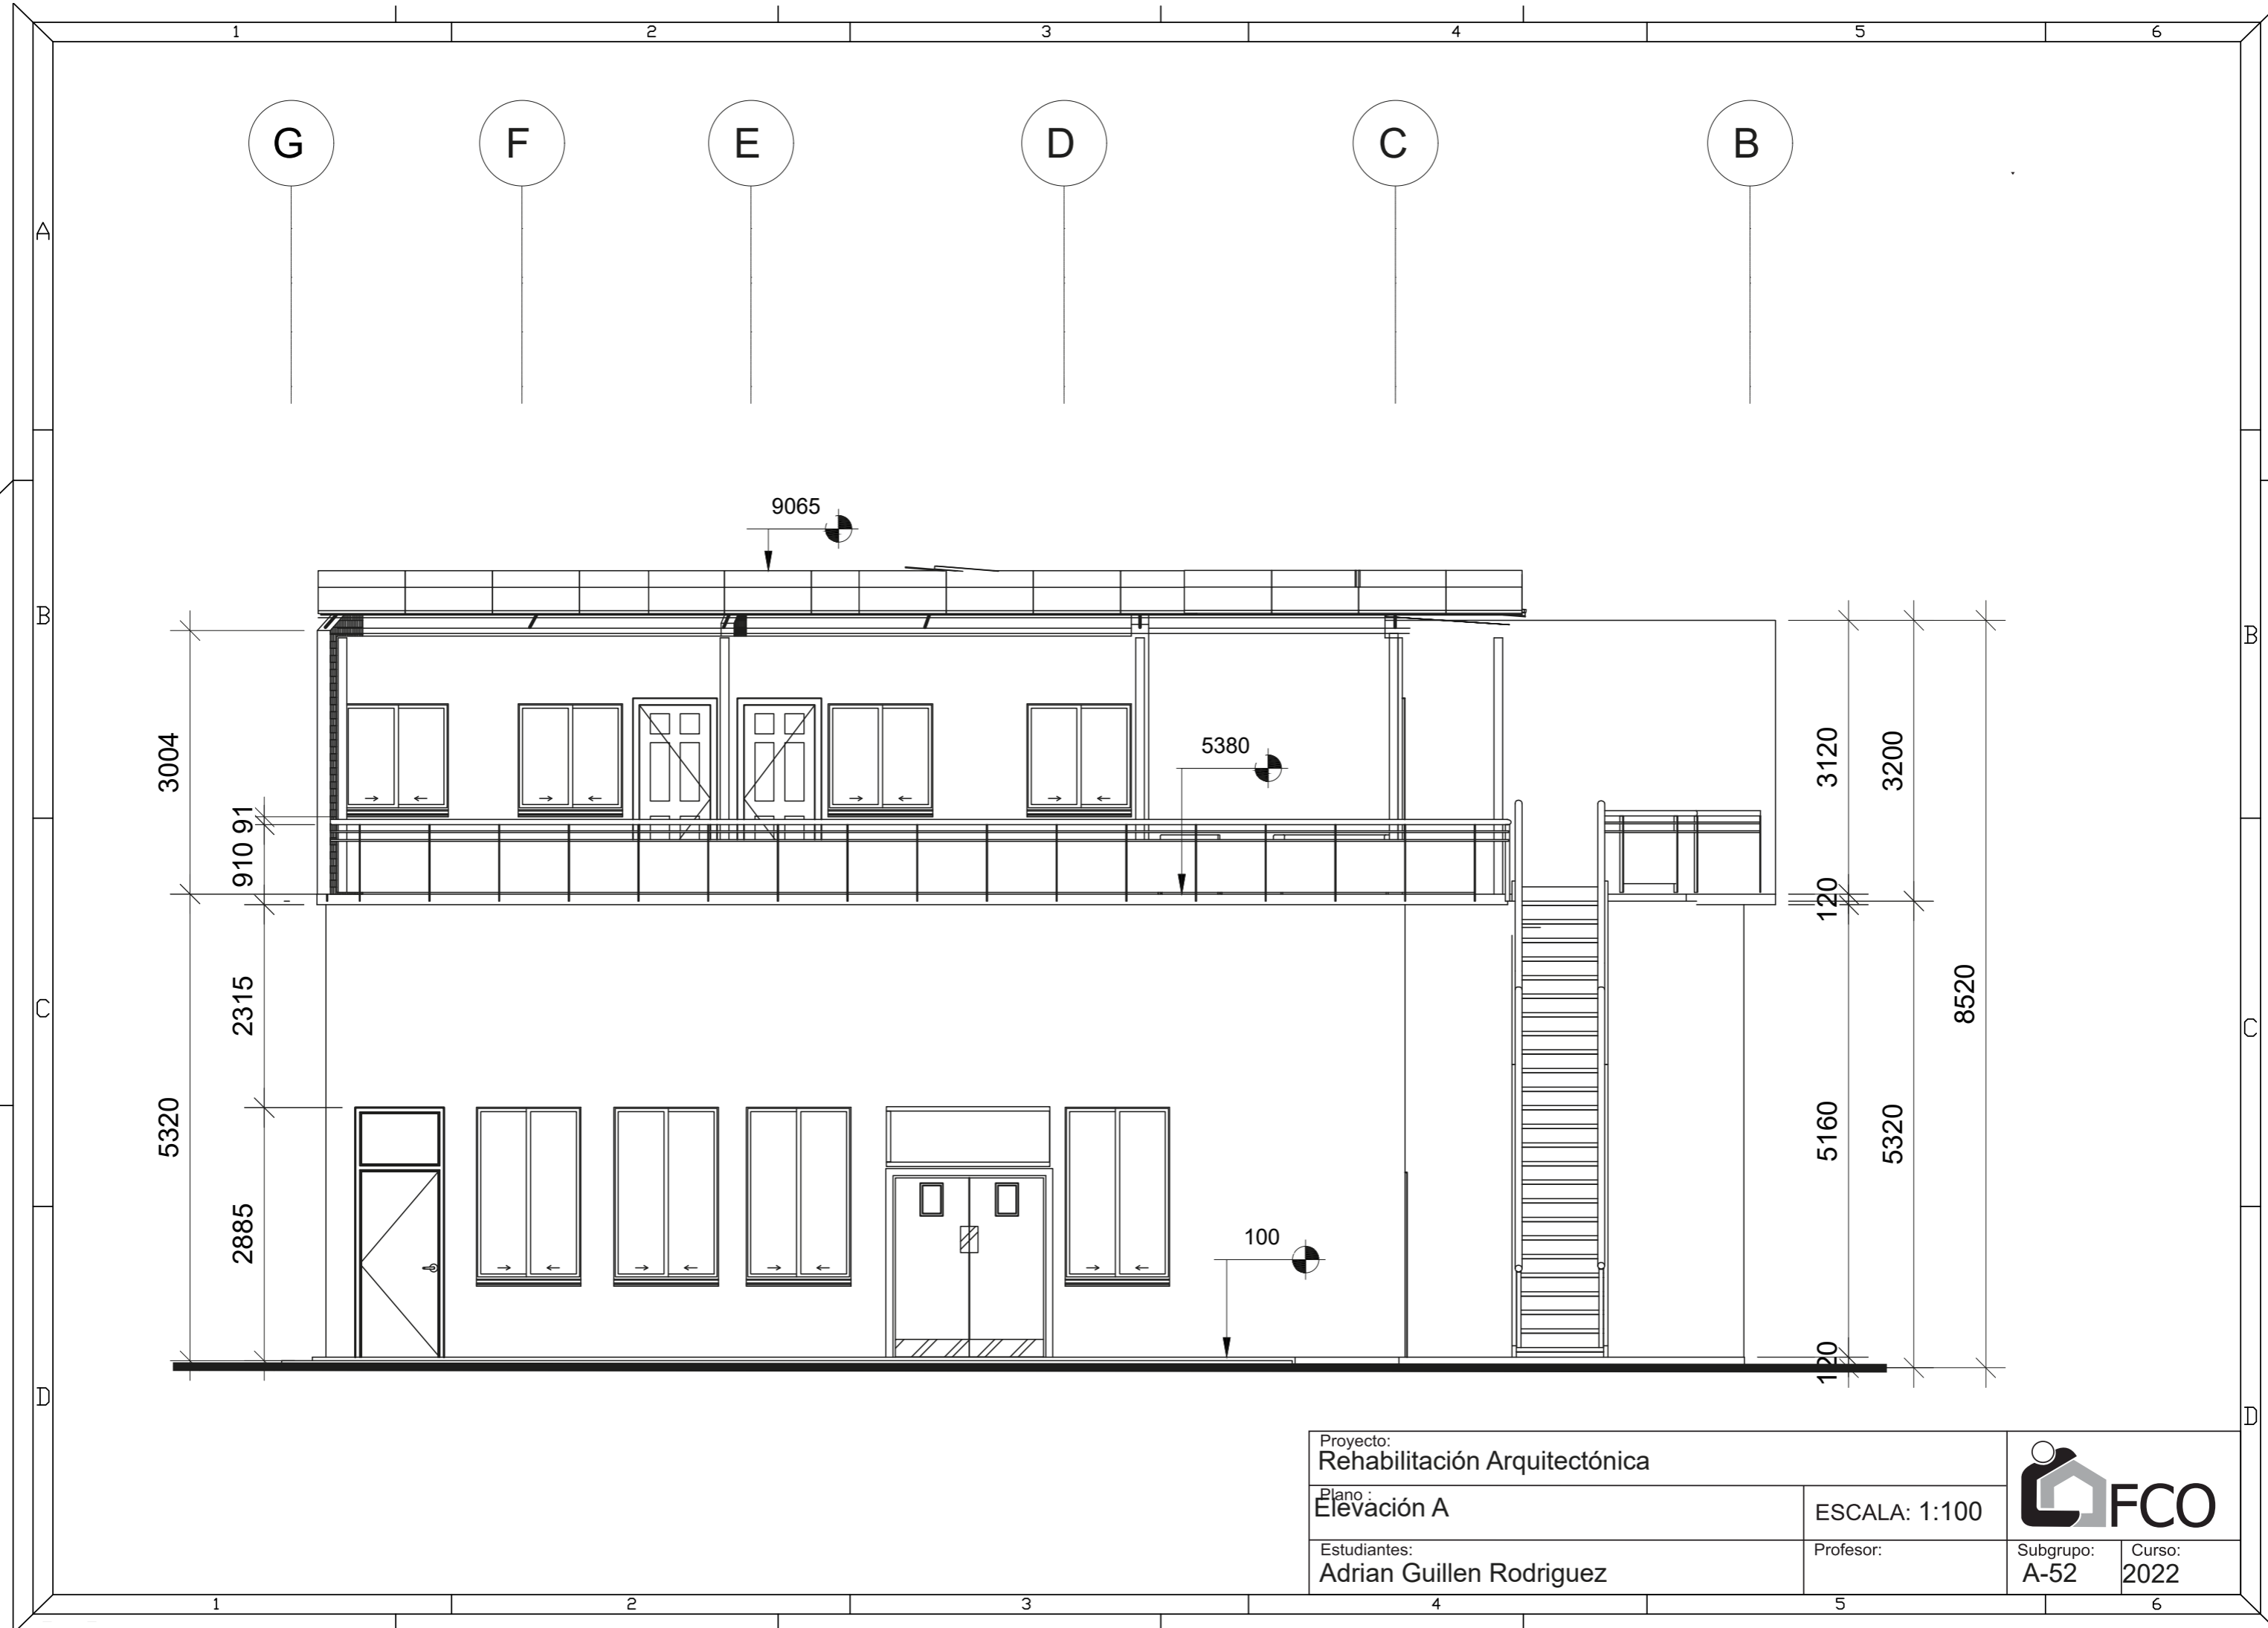 1 2 3 4 5 6
G F E D C B
A
9065
B B
3004
5380
3120
3200
91
910
120
2315
8520
C C
5320
5160
5320
2885
100
120
D D
Proyecto:
Rehabilitación Arquitectónica
Plano :
Elevación A
ESCALA: 1:100
FCO
Estudiantes:
Adrian Guillen Rodriguez
Profesor:
Subgrupo:
A-52
Curso:
2022
1 2 3 4 5 6